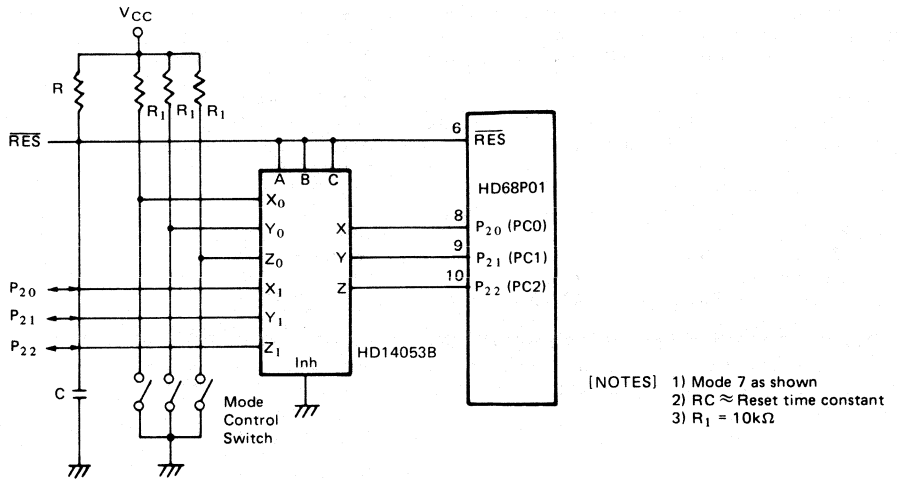 VCC
R
R1
R1
R1
RES
6
RES
A B C
HD68P01
X0
Y0
Z0
X1
Y1
Z1
X
Y
Z
Inh
8
P20 (PC0)
9
P21 (PC1)
10
P22 (PC2)
P20
P21
P22
HD14053B
C
Mode
Control
Switch
[NOTES] 1) Mode 7 as shown
2) RC ≈ Reset time constant
3) R1 = 10kΩ